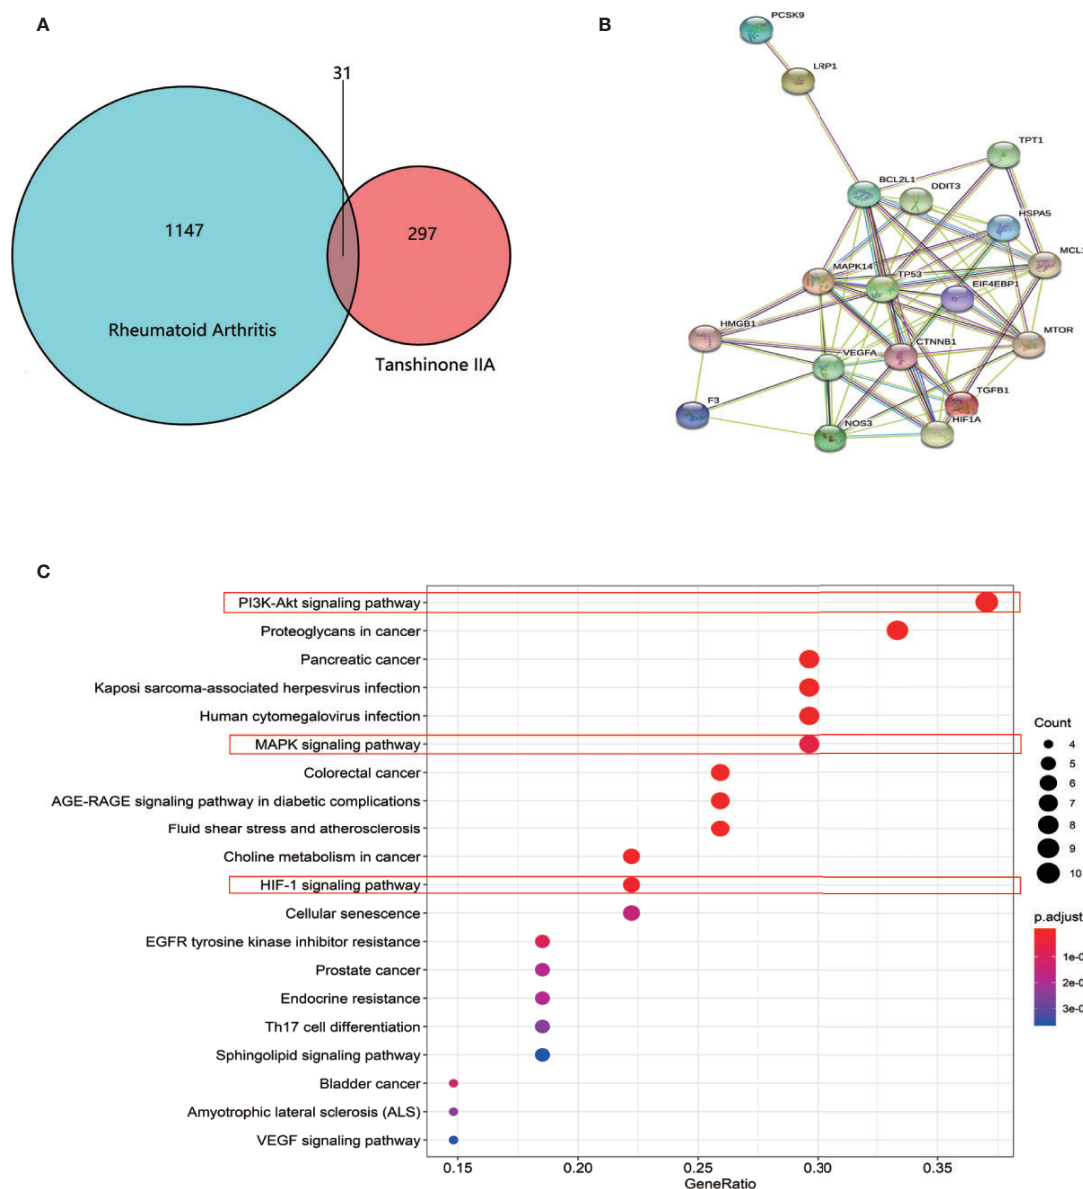 A
31
1147
297
Rheumatoid Arthritis
Tanshinone IIA
B
PCSK9
LRP1
TPT1
BCL2L1
DDIT3
HSPA5
MAPK14
TP53
EIF4EBP1
HMGB1
VEGFA
CTNNB1
MTOR
F3
TGFB1
NOS3
HIF1A
C
PI3K-Akt signaling pathway
Proteoglycans in cancer
Pancreatic cancer
Kaposi sarcoma-associated herpesvirus infection
Human cytomegalovirus infection
MAPK signaling pathway
Colorectal cancer
AGE-RAGE signaling pathway in diabetic complications
Fluid shear stress and atherosclerosis
Choline metabolism in cancer
HIF-1 signaling pathway
Cellular senescence
EGFR tyrosine kinase inhibitor resistance
Prostate cancer
Endocrine resistance
Th17 cell differentiation
Sphingolipid signaling pathway
Bladder cancer
Amyotrophic lateral sclerosis (ALS)
VEGF signaling pathway
0.15 0.20 0.25 0.30 0.35
GeneRatio
Count
4
5
6
7
8
9
10
p.adjust